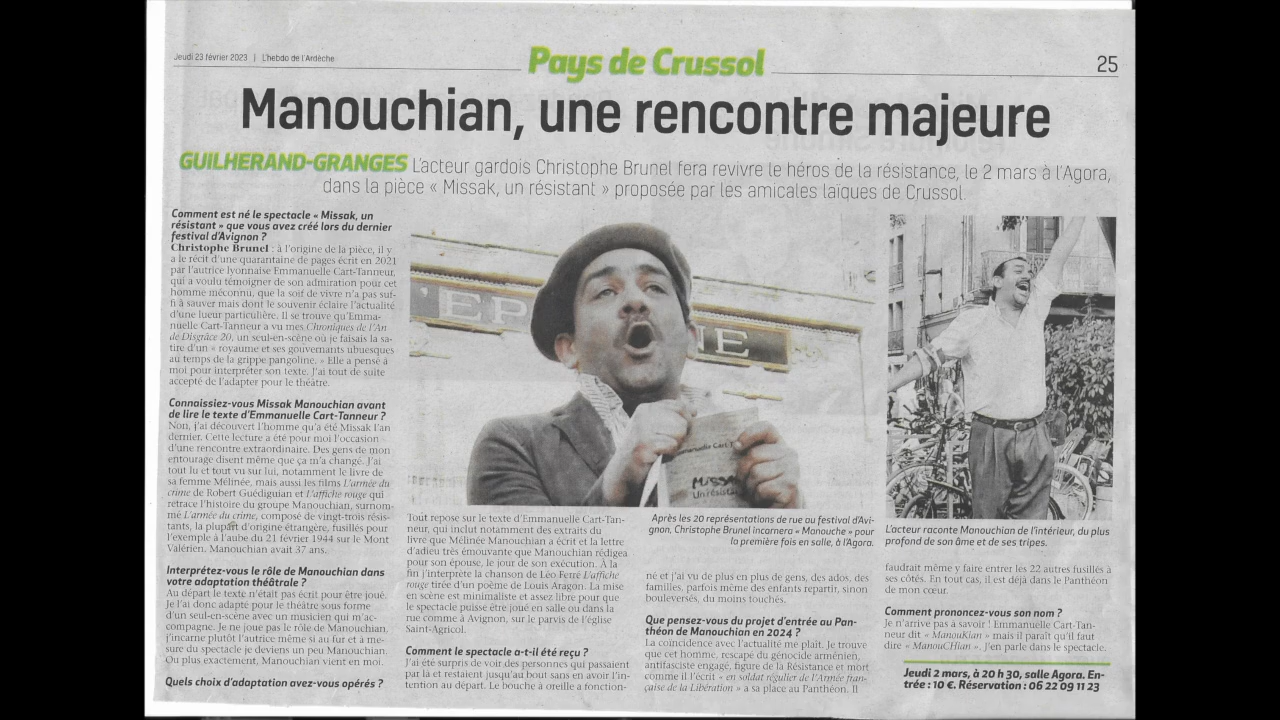 Jeudi 23 février 2023 | L'hebdo de l'Ardèche
Pays de Crussol
25
Manouchian, une rencontre majeure
GUILHERAND-GRANGES L'acteur gardois Christophe Brunel fera revivre le héros de la résistance, le 2 mars à l'Agora,
dans la pièce « Missak, un résistant » proposée par les amicales laïques de Crussol.
Comment est né le spectacle « Missak, un
résistant » que vous avez créé lors du dernier
festival d'Avignon ?
Christophe Brunel : à l'origine de la pièce, il y
a le récit d'une quarantaine de pages écrit en 2021
par l'autrice lyonnaise Emmanuelle Cart-Tanneur,
qui a voulu témoigner de son admiration pour cet
homme méconnu, que la soif de vivre n'a pas suf-
fi à sauver mais dont le souvenir éclaire l'actualité
d'une lueur particulière. Il se trouve qu'Emma-
nuelle Cart-Tanneur a vu mes Chroniques de l'An
de Disgrâce 20, un seul-en-scène où je faisais la sa-
tire d'un « royaume et ses gouvernants ubuesques
au temps de la grippe pangoline. » Elle a pensé à
moi pour interpréter son texte. J'ai tout de suite
accepté de l'adapter pour le théâtre.
Connaissiez-vous Missak Manouchian avant
de lire le texte d'Emmanuelle Cart-Tanneur ?
Non, j'ai découvert l'homme qu'a été Missak l'an
dernier. Cette lecture a été pour moi l'occasion
d'une rencontre extraordinaire. Des gens de mon
entourage disent même que ça m'a changé. J'ai
tout lu et tout vu sur lui, notamment le livre de
sa femme Mélinée, mais aussi les films L'armée du
crime de Robert Guédiguian et L'affiche rouge qui
retrace l'histoire du groupe Manouchian, surnom-
mé L'armée du crime, composé de vingt-trois résis-
tants, la plupart d'origine étrangère, fusillés pour
l'exemple à l'aube du 21 février 1944 sur le Mont
Valérien. Manouchian avait 37 ans.
Interprétez-vous le rôle de Manouchian dans
votre adaptation théâtrale ?
Au départ le texte n'était pas écrit pour être joué.
Je l'ai donc adapté pour le théâtre sous forme
d'un seul-en-scène avec un musicien qui m'ac-
compagne. Je ne joue pas le rôle de Manouchian,
j'incarne plutôt l'autrice même si au fur et à me-
sure du spectacle je deviens un peu Manouchian.
Ou plus exactement, Manouchian vient en moi.
Quels choix d'adaptation avez-vous opérés ?
'EP
NE
Emmanuelle Cart-T
Missa
Un résista
Tout repose sur le texte d'Emmanuelle Cart-Tan-
neur, qui inclut notamment des extraits du
livre que Mélinée Manouchian a écrit et la lettre
d'adieu très émouvante que Manouchian rédigea
pour son épouse, le jour de son exécution. À la
fin j'interprète la chanson de Léo Ferré L'affiche
rouge tirée d'un poème de Louis Aragon. La mise
en scène est minimaliste et assez libre pour que
le spectacle puisse être joué en salle ou dans la
rue comme à Avignon, sur le parvis de l'église
Saint-Agricol.
Comment le spectacle a-t-il été reçu ?
J'ai été surpris de voir des personnes qui passaient
par là et restaient jusqu'au bout sans en avoir l'in-
tention au départ. Le bouche à oreille a fonction-
Après les 20 représentations de rue au festival d'Avi-
gnon, Christophe Brunel incarnera « Manouche » pour
la première fois en salle, à l'Agora.
né et j'ai vu de plus en plus de gens, des ados, des
familles, parfois même des enfants repartir, sinon
bouleversés, du moins touchés.
Que pensez-vous du projet d'entrée au Pan-
théon de Manouchian en 2024 ?
La coïncidence avec l'actualité me plaît. Je trouve
que cet homme, rescapé du génocide arménien,
antifasciste engagé, figure de la Résistance et mort
comme il l'écrit « en soldat régulier de l'Armée fran-
çaise de la Libération » a sa place au Panthéon. Il
L'acteur raconte Manouchian de l'intérieur, du plus
profond de son âme et de ses tripes.
faudrait même y faire entrer les 22 autres fusillés à
ses côtés. En tout cas, il est déjà dans le Panthéon
de mon cœur.
Comment prononcez-vous son nom ?
Je n'arrive pas à savoir ! Emmanuelle Cart-Tan-
neur dit « ManouKian » mais il paraît qu'il faut
dire « ManouCHian ». J'en parle dans le spectacle.
Jeudi 2 mars, à 20 h 30, salle Agora. En-
trée : 10 €. Réservation : 06 22 09 11 23